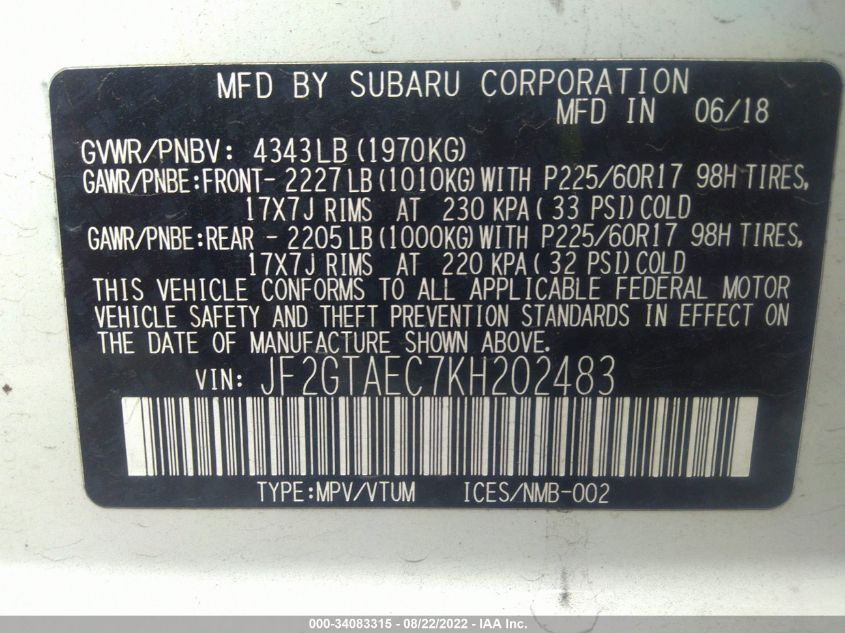 MFD BY SUBARU CORPORATION
MFD IN 06/18
GVWR/PNBV: 4343LB (1970KG)
GAWR/PNBE:FRONT- 2227LB (1010KG) WITH P225/60R17 98H TIRES,
17X7J RIMS AT 230 KPA( 33 PSI) COLD
GAWR/PNBE:REAR - 2205LB (1000KG) WITH P225/60R17 98H TIRES,
17X7J RIMS AT 220 KPA( 32 PSI) COLD
THIS VEHICLE CONFORMS TO ALL APPLICABLE FEDERAL MOTOR
VEHICLE SAFETY AND THEFT PREVENTION STANDARDS IN EFFECT ON
THE DATE OF MANUFACTURE SHOWN ABOVE.
VIN: JF2GTAEC7KH202483
TYPE:MPV/VTUM ICES/NMB-002
000-34083315 - 08/22/2022 - IAA Inc.